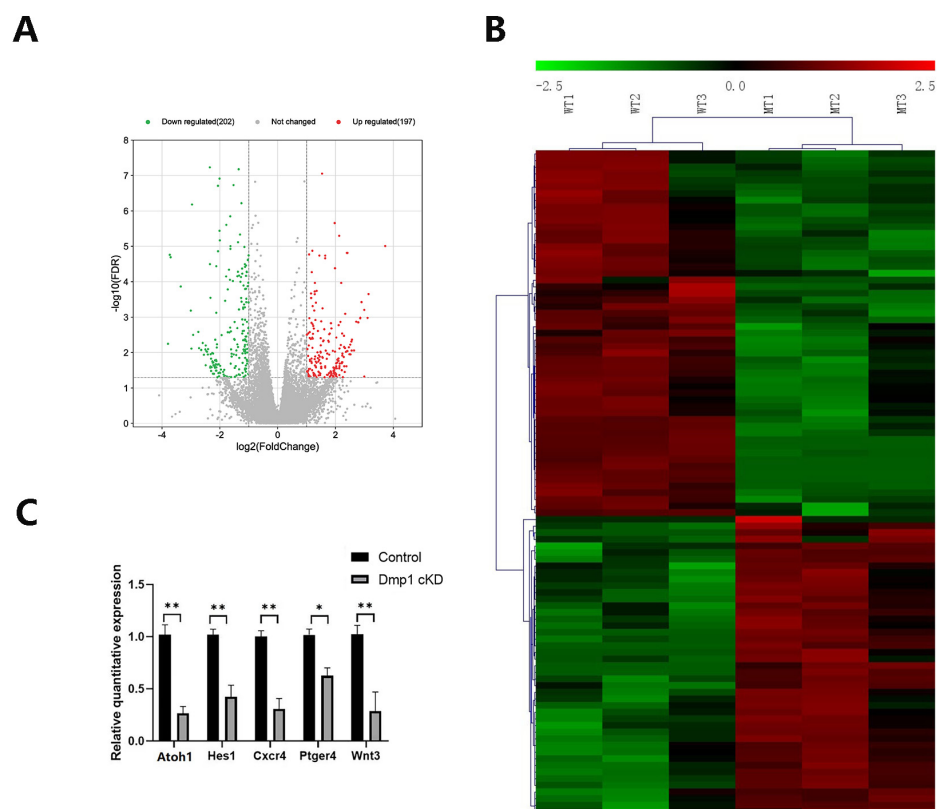 A
B
-2.5
0.0
2.5
WT1
WT2
WT3
MT1
MT2
MT3
Down regulated(202)
Not changed
Up regulated(197)
-log10(FDR)
8
7
6
5
4
3
2
1
0
-4
-2
0
2
4
log2(FoldChange)
C
Control
Dmp1 cKD
Relative quantitative expression
1.5
1.0
0.5
0.0
**
**
**
*
**
Atoh1
Hes1
Cxcr4
Ptger4
Wnt3